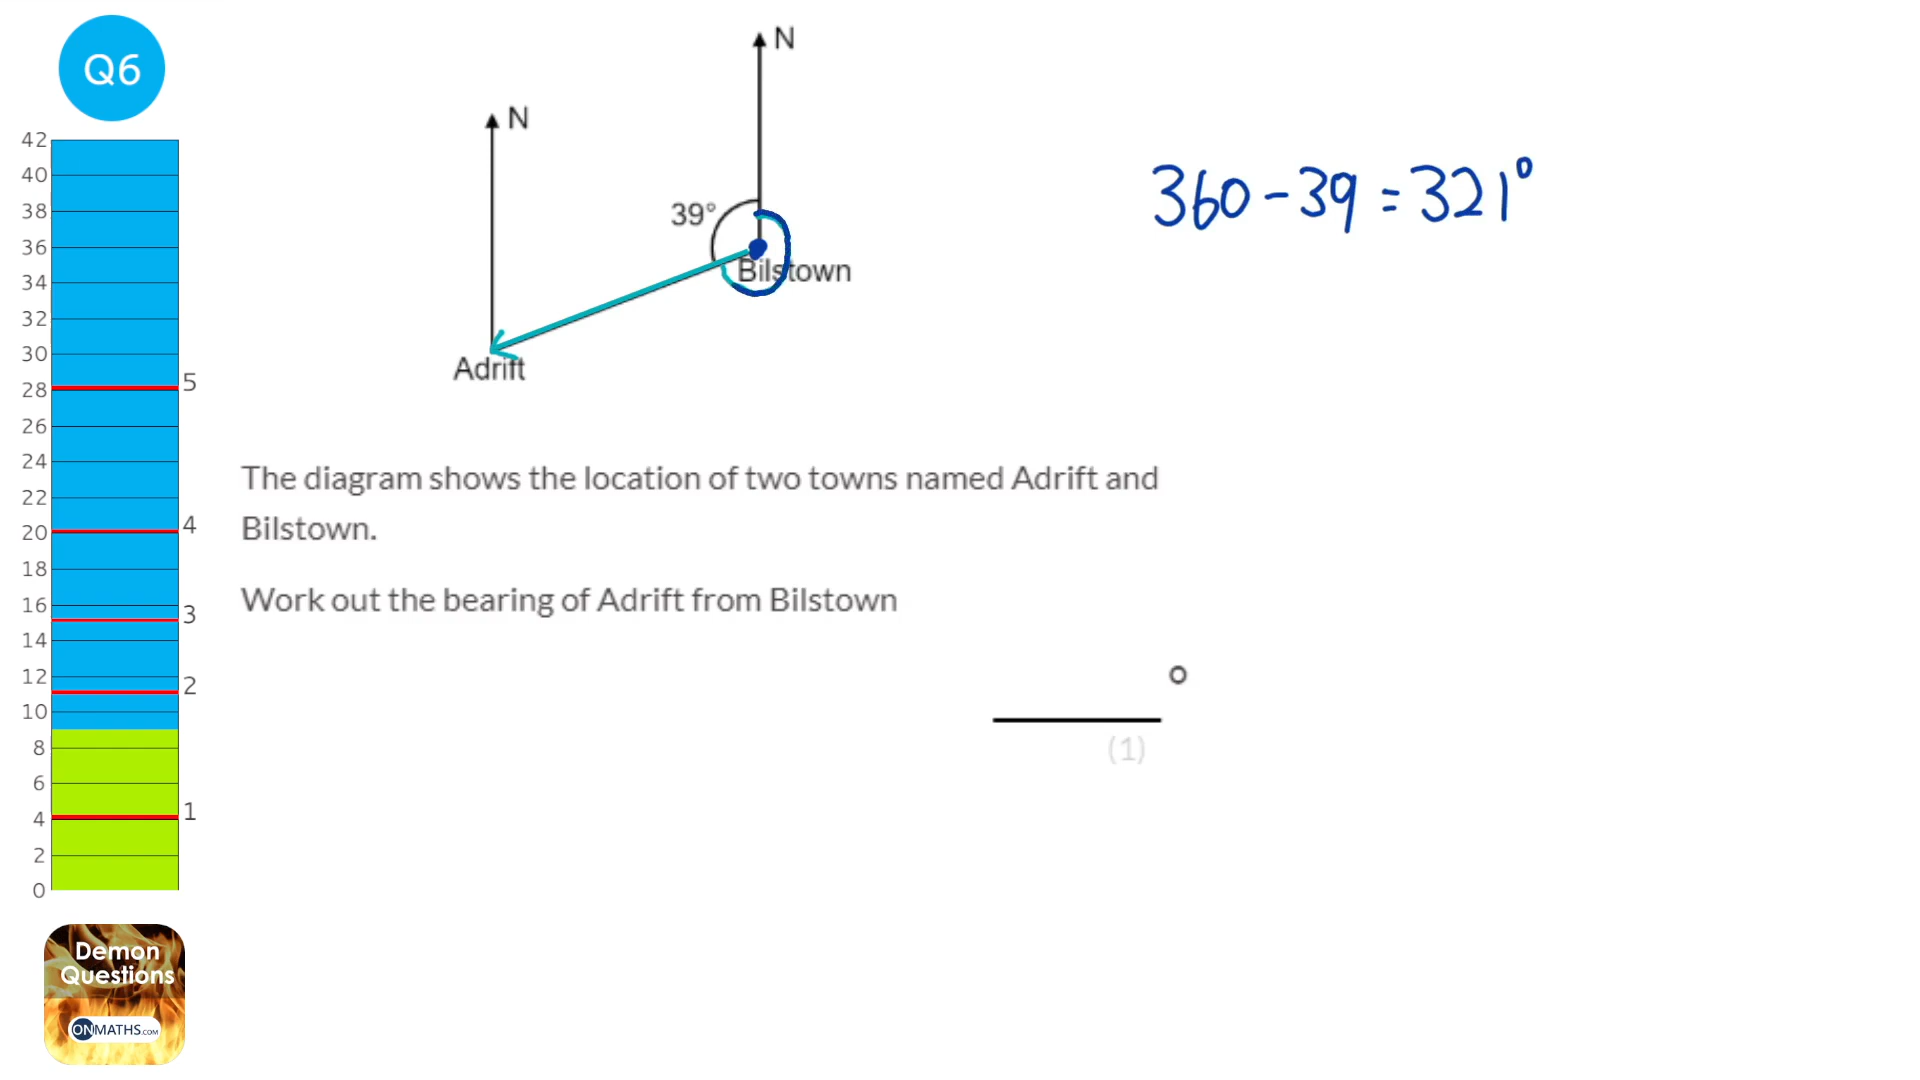 Q6
N
N
39°
Bilstown
Adrift
360 - 39 = 321°
42
40
38
36
34
32
30
28
26
24
22
20
18
16
14
12
10
8
6
4
2
0
5
4
3
2
1
The diagram shows the location of two towns named Adrift and
Bilstown.
Work out the bearing of Adrift from Bilstown
°
(1)
Demon
Questions
ONMATHS.COM